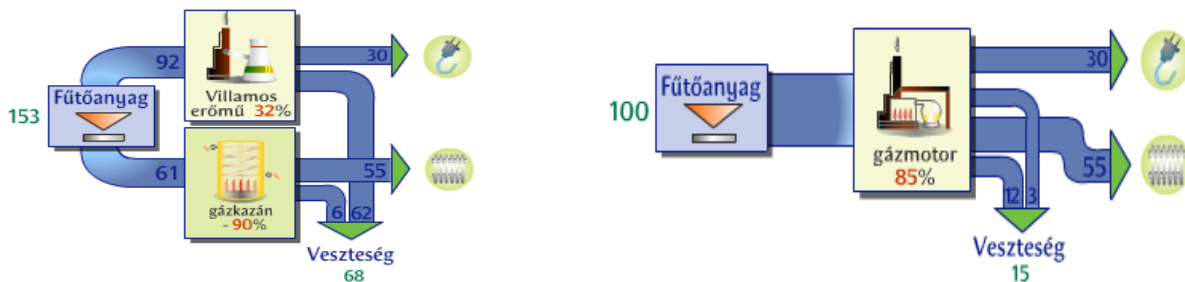 153
Fűtőanyag
92
61
Villamos
erőmű 32%
gázkazán
- 90%
30
55
6 62
Veszteség
68
100
Fűtőanyag
gázmotor
85%
30
55
12 3
Veszteség
15